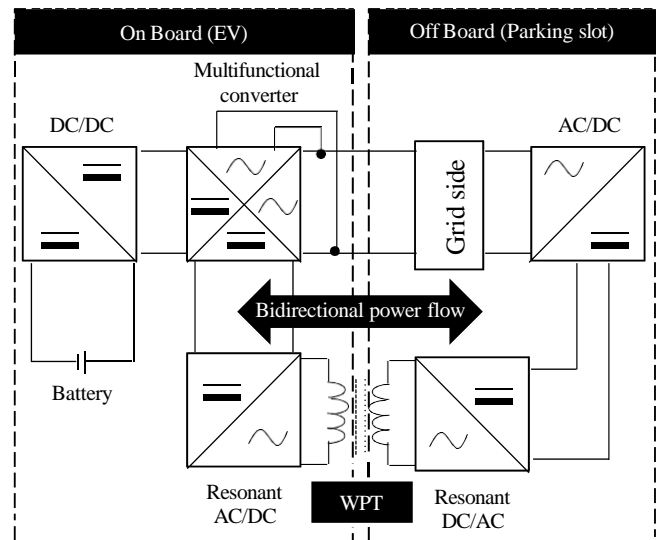 On Board (EV)
Off Board (Parking slot)
Multifunctional
converter
DC/DC
AC/DC
Grid side
Bidirectional power flow
Battery
Resonant
AC/DC
WPT
Resonant
DC/AC